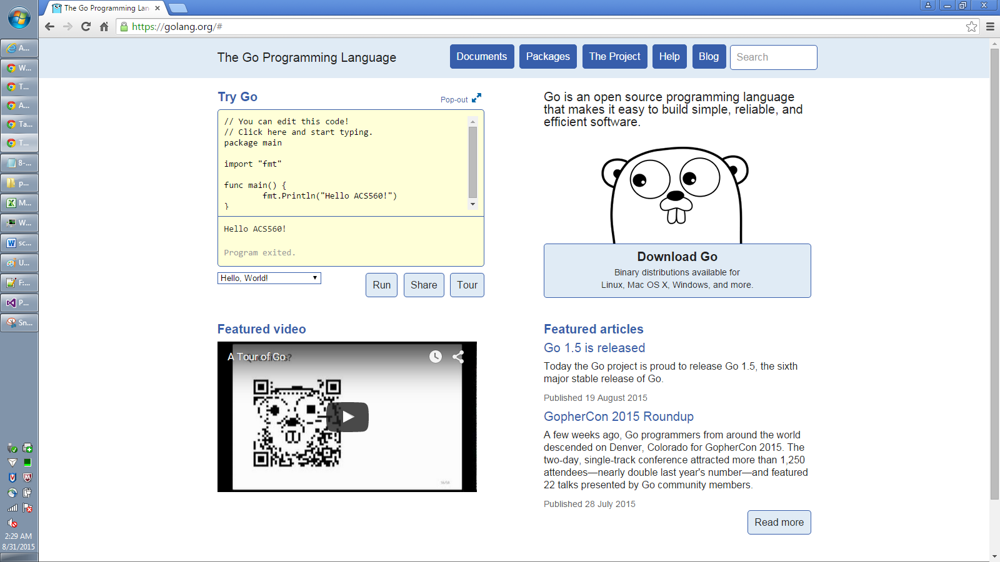 The Go Programming Lan
https://golang.org/#
A...
W...
T...
A...
Ta...
T...
8-...
p...
M...
W...
sc...
U...
F:...
P...
Sn...
2:29 AM
8/31/2015
The Go Programming Language
Documents
Packages
The Project
Help
Blog
Search
Try Go
Pop-out
// You can edit this code!
// Click here and start typing.
package main
import "fmt"
func main() {
fmt.Println("Hello ACS560!")
}
Hello ACS560!
Program exited.
Hello, World!
Run
Share
Tour
Go is an open source programming language
that makes it easy to build simple, reliable, and
efficient software.
Download Go
Binary distributions available for
Linux, Mac OS X, Windows, and more.
Featured video
A Tour of Go
Featured articles
Go 1.5 is released
Today the Go project is proud to release Go 1.5, the sixth
major stable release of Go.
Published 19 August 2015
GopherCon 2015 Roundup
A few weeks ago, Go programmers from around the world
descended on Denver, Colorado for GopherCon 2015. The
two-day, single-track conference attracted more than 1,250
attendees—nearly double last year's number—and featured
22 talks presented by Go community members.
Published 28 July 2015
Read more